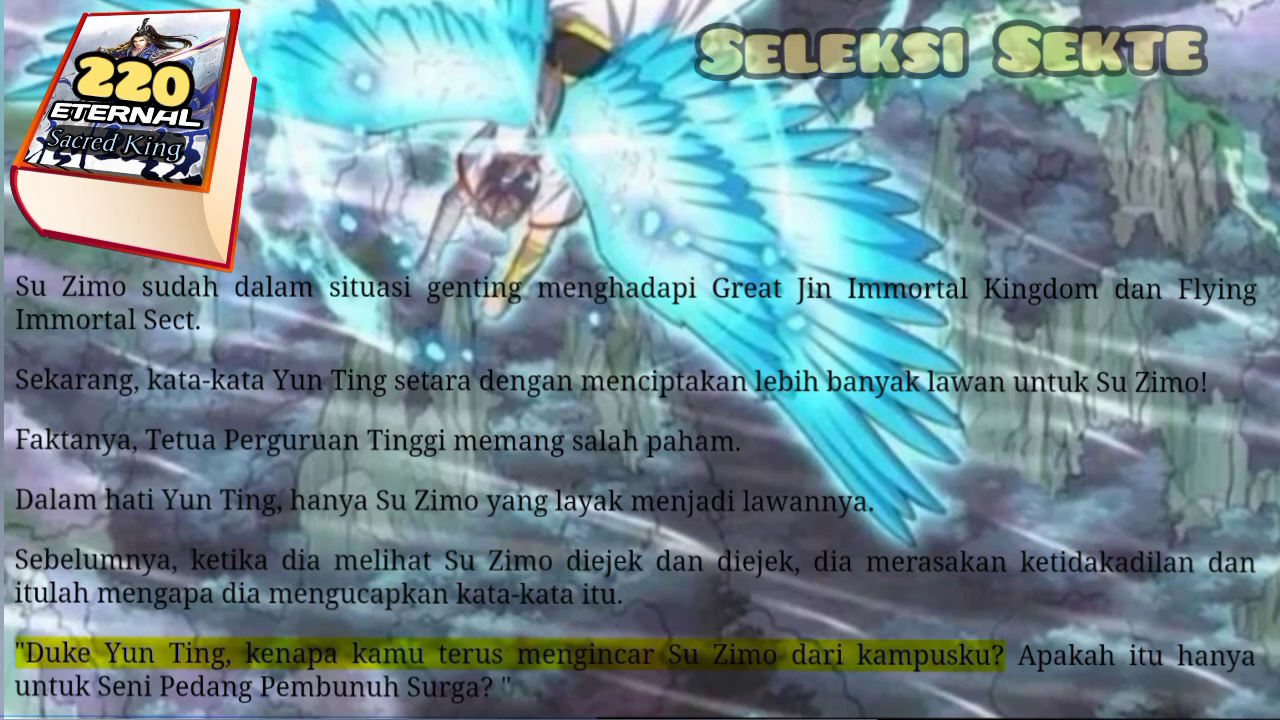 220
ETERNAL
Sacred King
Seleksi Sekte
Su Zimo sudah dalam situasi genting menghadapi Great Jin Immortal Kingdom dan Flying
Immortal Sect.
Sekarang, kata-kata Yun Ting setara dengan menciptakan lebih banyak lawan untuk Su Zimo!
Faktanya, Tetua Perguruan Tinggi memang salah paham.
Dalam hati Yun Ting, hanya Su Zimo yang layak menjadi lawannya.
Sebelumnya, ketika dia melihat Su Zimo diejek dan diejek, dia merasakan ketidakadilan dan
itulah mengapa dia mengucapkan kata-kata itu.
"Duke Yun Ting, kenapa kamu terus mengincar Su Zimo dari kampusku? Apakah itu hanya
untuk Seni Pedang Pembunuh Surga? "